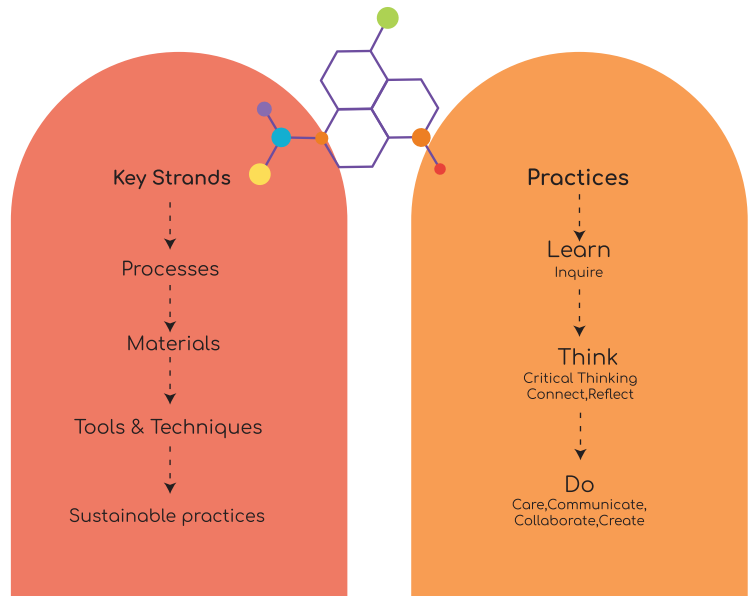 Key Strands
Processes
Materials
Tools & Techniques
Sustainable practices
Practices
Learn
Inquire
Think
Critical Thinking
Connect,Reflect
Do
Care,Communicate,
Collaborate,Create